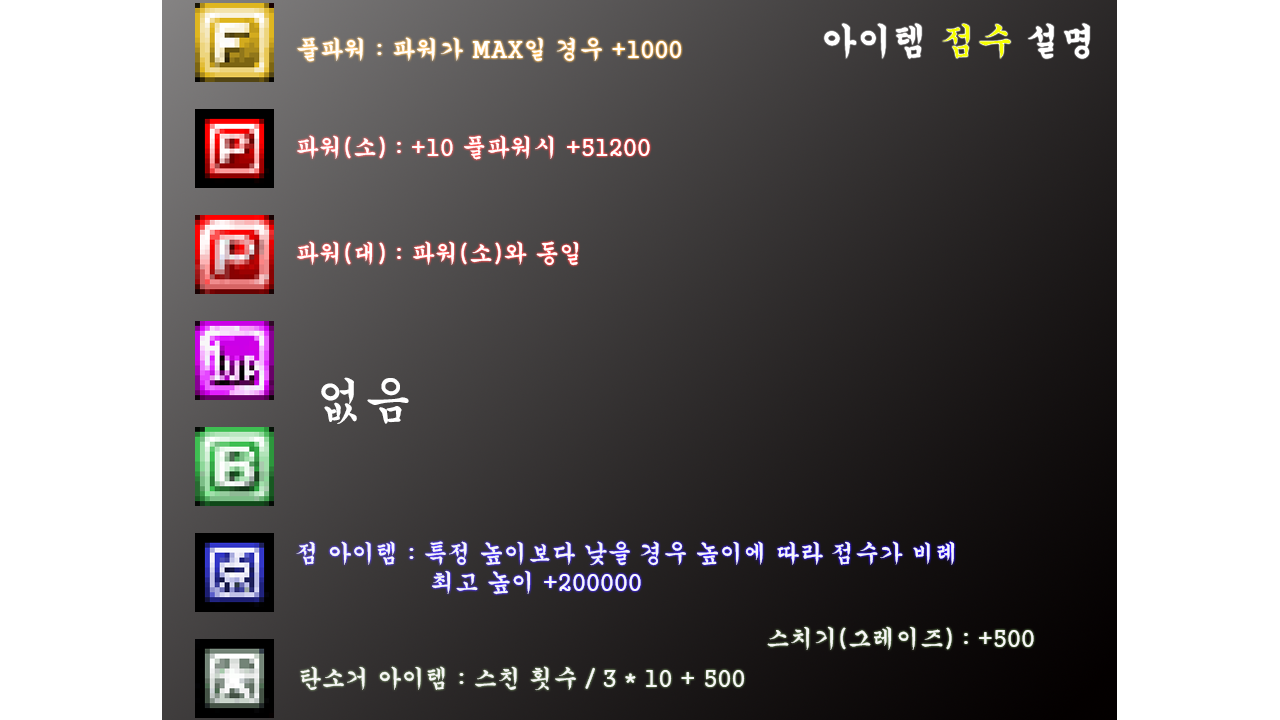 아이템 점수 설명
F
플파워 : 파워가 MAX일 경우 +1000
P
파워(소) : +10 플파워시 +51200
P
파워(대) : 파워(소)와 동일
1up
없음
B
点
점 아이템 : 특정 높이보다 낮을 경우 높이에 따라 점수가 비례
최고 높이 +200000
스치기(그레이즈) : +500
탄소거 아이템 : 스친 횟수 / 3 * 10 + 500